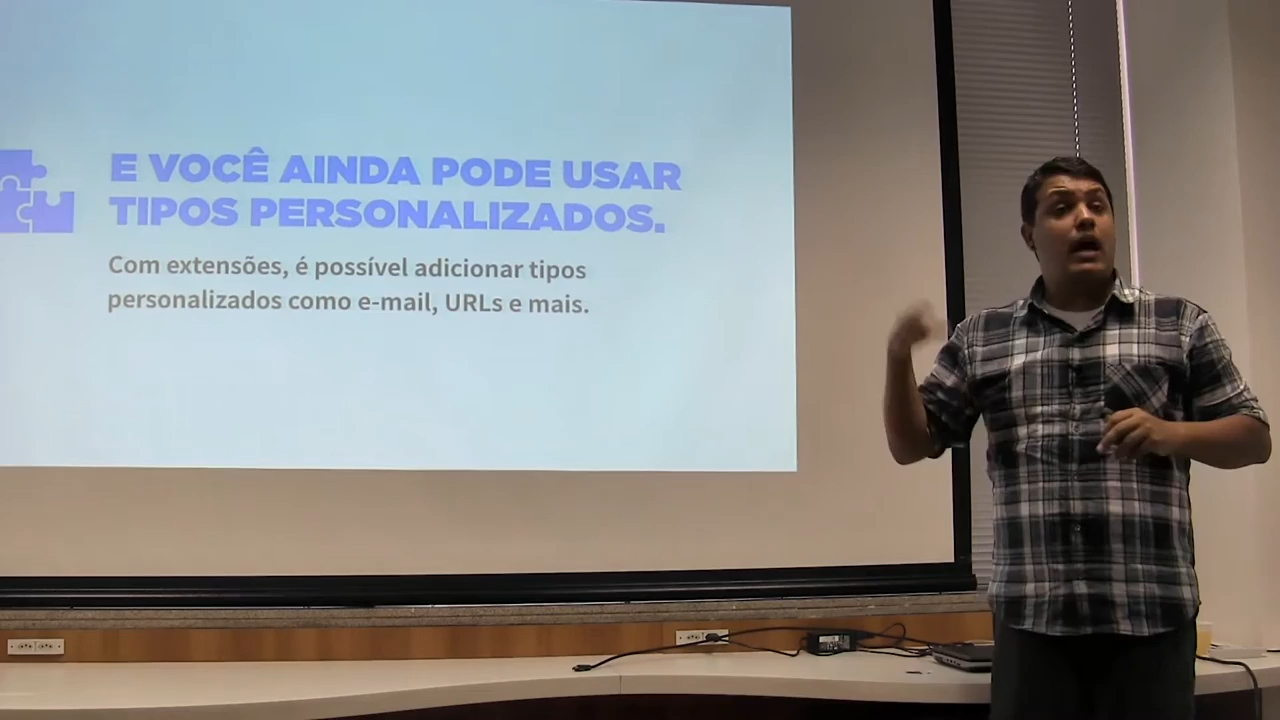 E VOCÊ AINDA PODE USAR
TIPOS PERSONALIZADOS.
Com extensões, é possível adicionar tipos
personalizados como e-mail, URLs e mais.